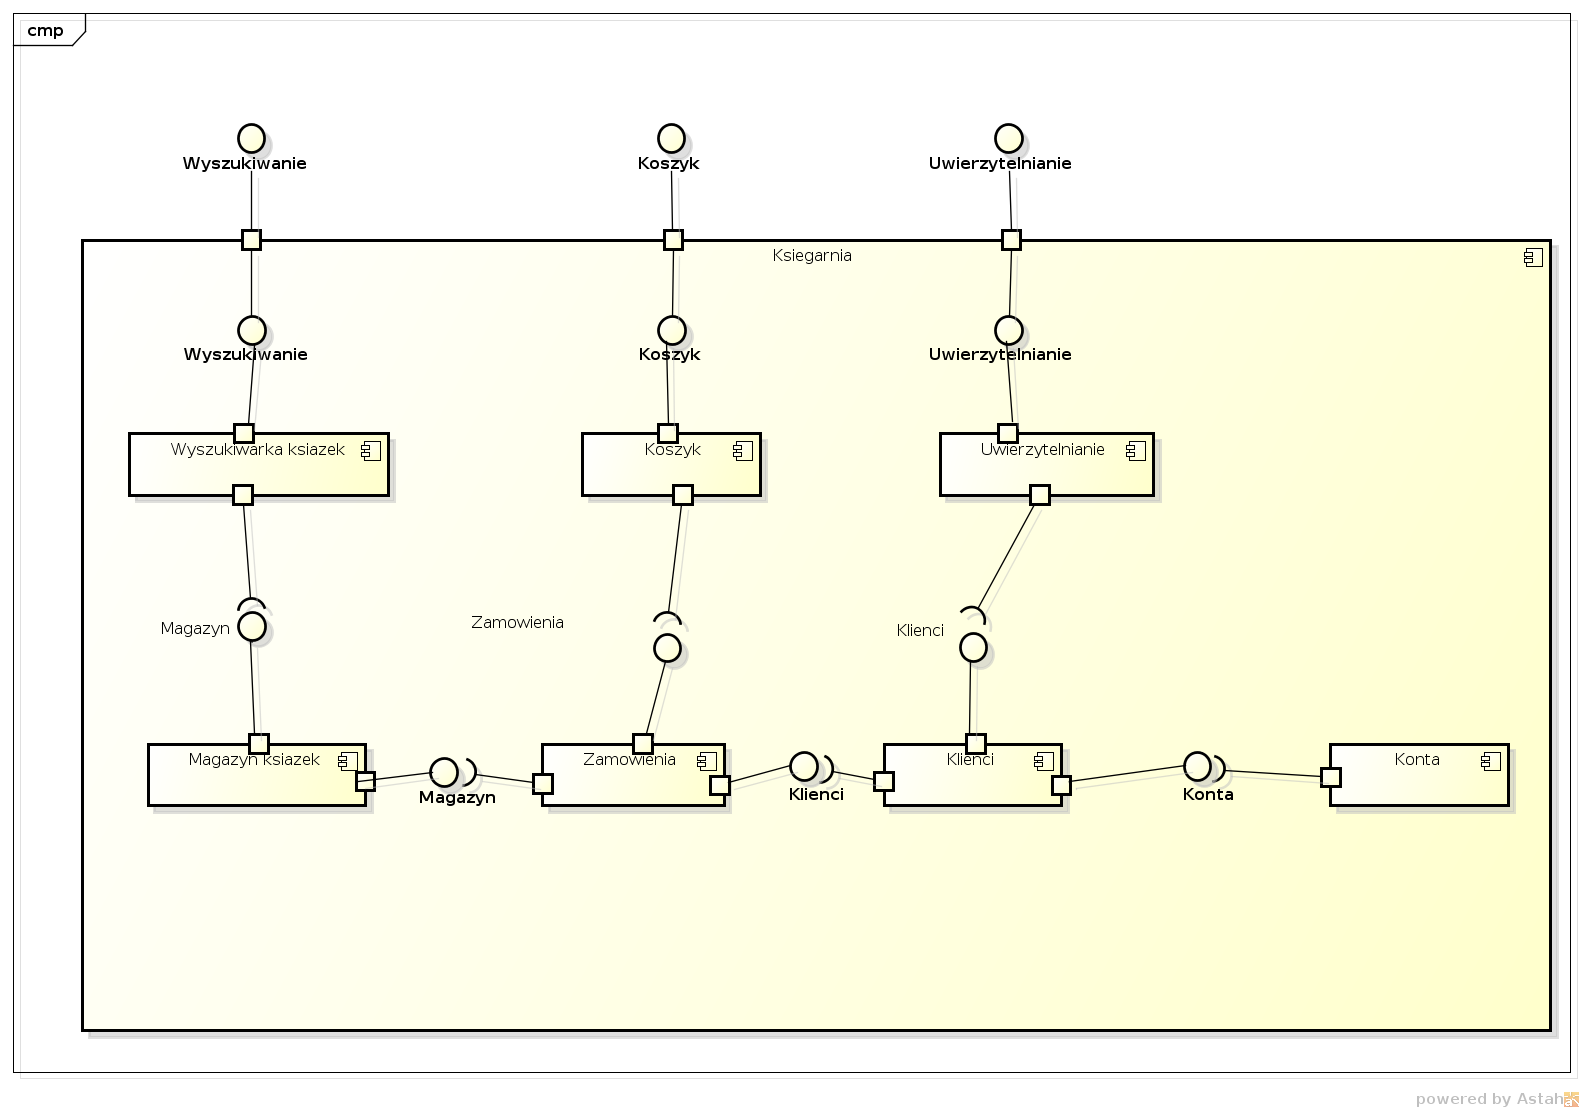 cmp
Wyszukiwanie
Koszyk
Uwierzytelnianie
Ksiegarnia
Wyszukiwanie
Koszyk
Uwierzytelnianie
Wyszukiwarka ksiazek
Koszyk
Uwierzytelnianie
Magazyn
Zamowienia
Klienci
Magazyn ksiazek
Zamowienia
Klienci
Konta
Magazyn
Klienci
Konta
powered by Astah